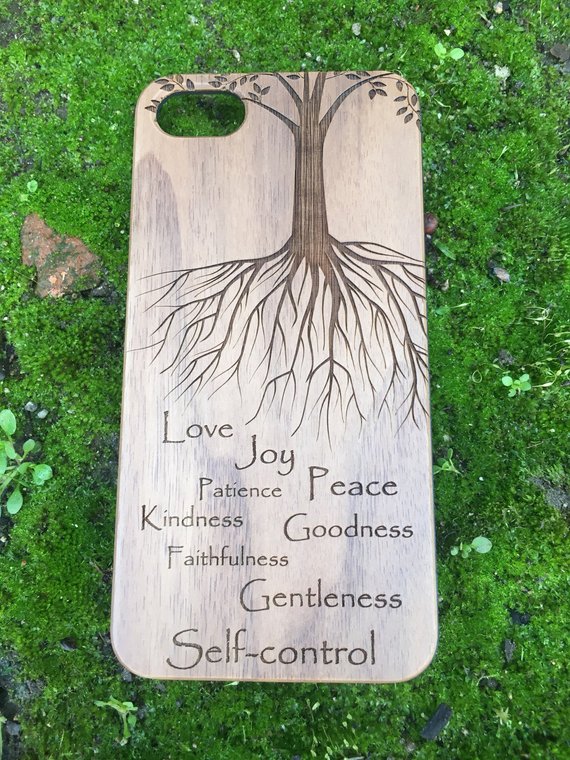 Love
Joy
Patience Peace
Kindness Goodness
Faithfulness
Gentleness
Self-control